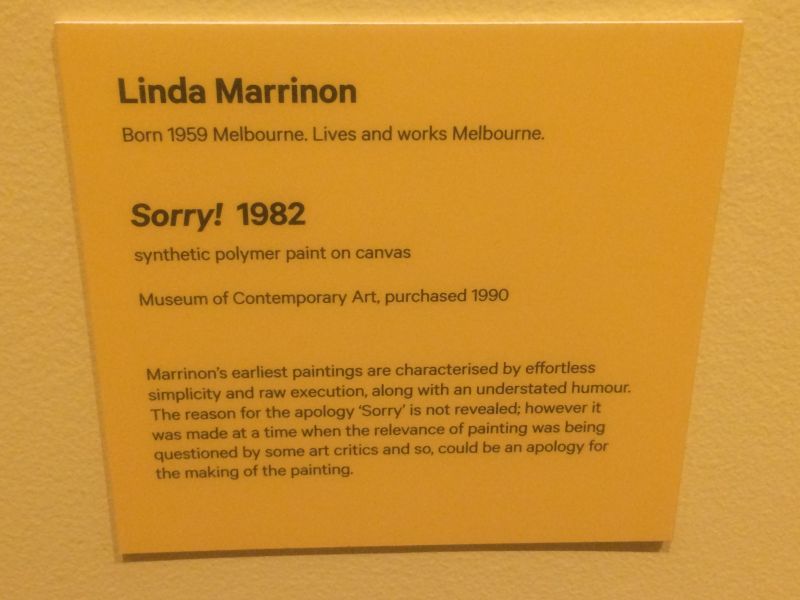 Linda Marrinon
Born 1959 Melbourne. Lives and works Melbourne.
Sorry! 1982
synthetic polymer paint on canvas
Museum of Contemporary Art, purchased 1990
Marrinon's earliest paintings are characterised by effortless
simplicity and raw execution, along with an understated humour.
The reason for the apology 'Sorry' is not revealed; however it
was made at a time when the relevance of painting was being
questioned by some art critics and so, could be an apology for
the making of the painting.